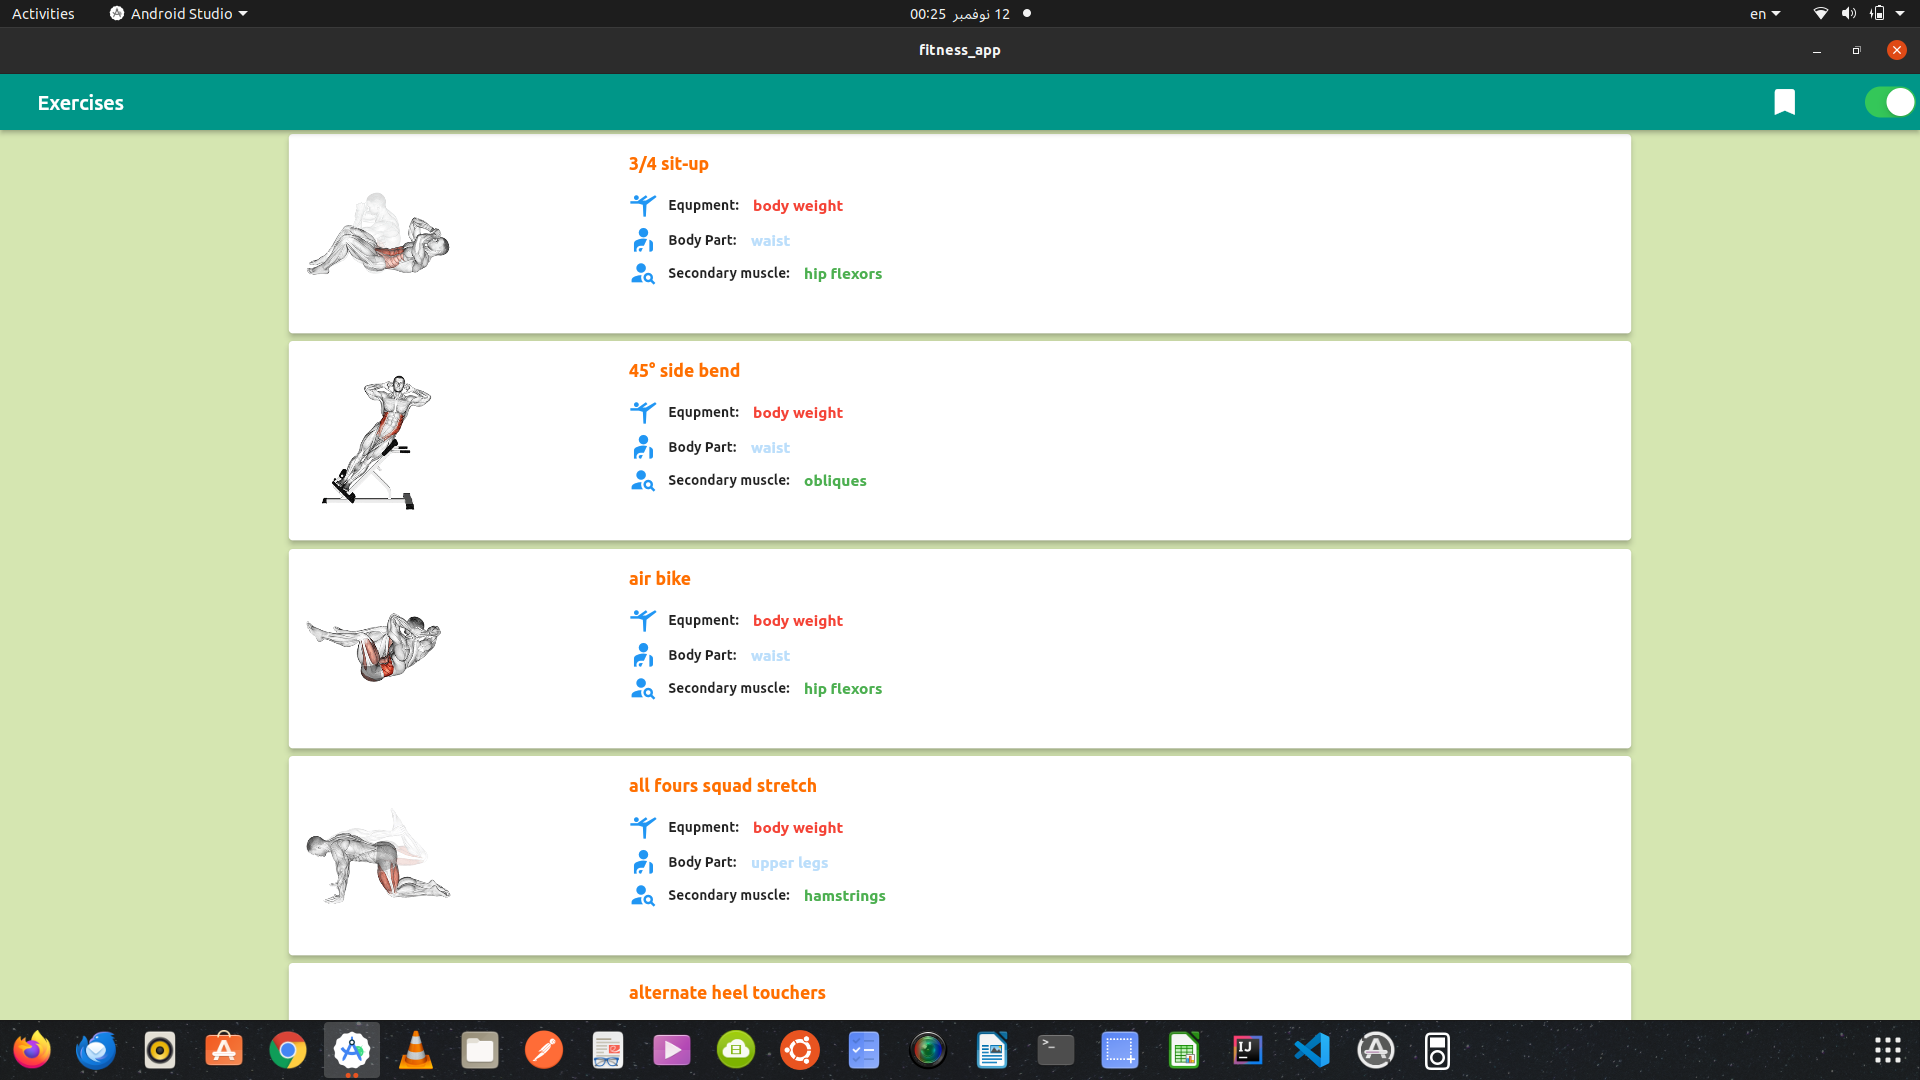 Activities
Android Studio
12 نوفمبر 00:25
en
fitness_app
Exercises
3/4 sit-up
Equpment: body weight
Body Part: waist
Secondary muscle: hip flexors
45° side bend
Equpment: body weight
Body Part: waist
Secondary muscle: obliques
air bike
Equpment: body weight
Body Part: waist
Secondary muscle: hip flexors
all fours squad stretch
Equpment: body weight
Body Part: upper legs
Secondary muscle: hamstrings
alternate heel touchers
>_
IJ